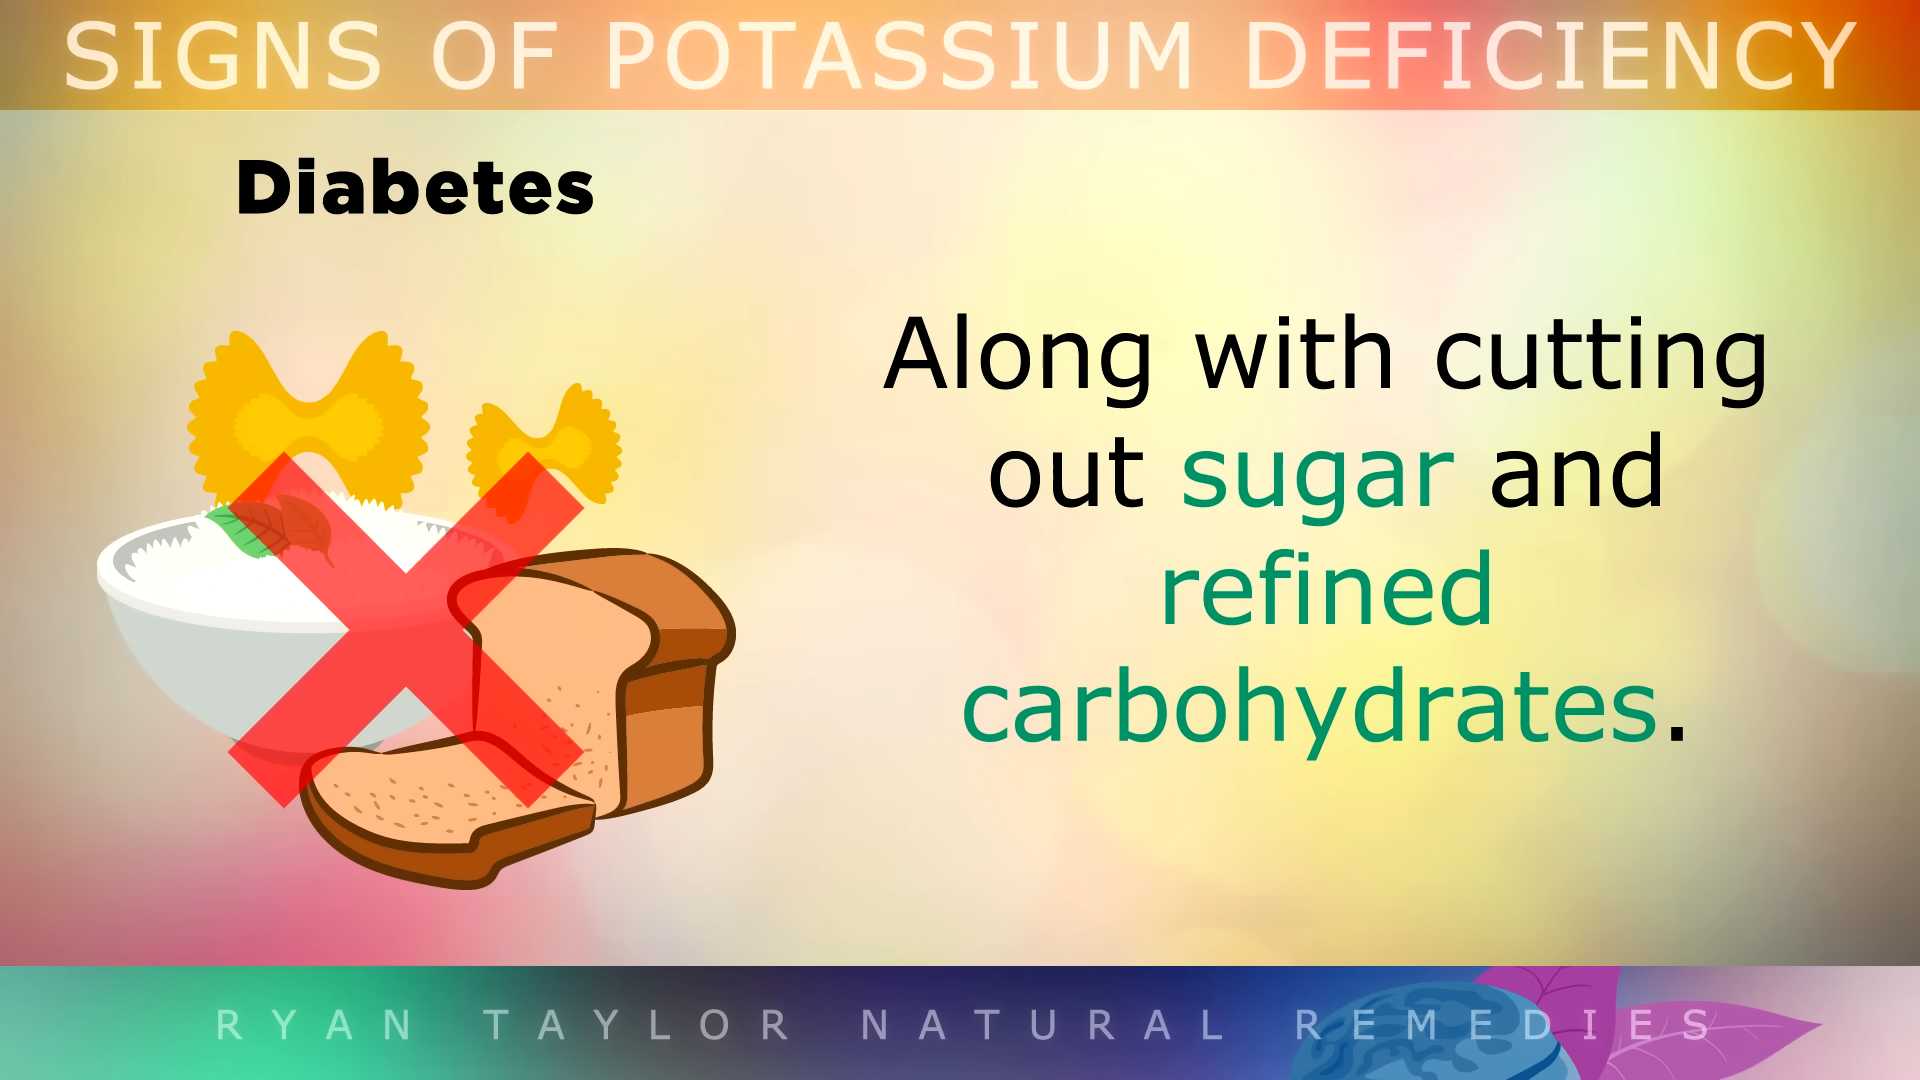 SIGNS OF POTASSIUM DEFICIENCY
Diabetes
Along with cutting
out sugar and
refined
carbohydrates.
RYAN TAYLOR NATURAL REMEDIES